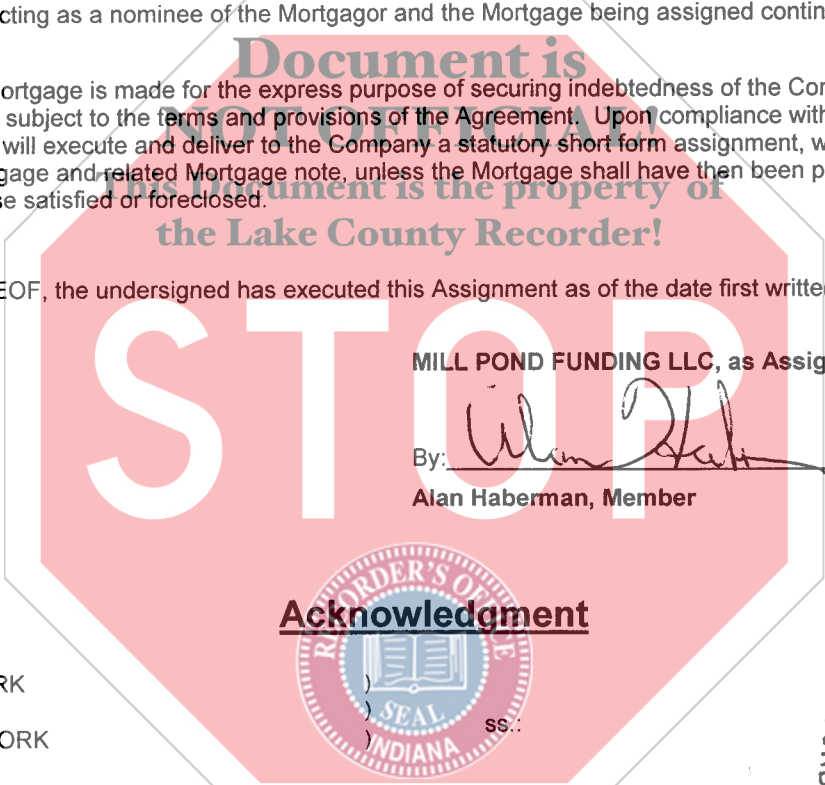 cting as a nominee of the Mortgagor and the Mortgage being assigned contin
Document is
ortgage is made for the express purpose of securing indebtedness of the Co
subject to the terms and provisions of the Agreement. Upon compliance with
NOT OFFICIAL!
will execute and deliver to the Company a statutory short form assignment, w
gage and related Mortgage note, unless the Mortgage shall have then been p
This Document is the property of
e satisfied or foreclosed.
the Lake County Recorder!
EOF, the undersigned has executed this Assignment as of the date first writte
STOP
MILL POND FUNDING LLC, as Assig
By: Alan Haberman
Alan Haberman, Member
Acknowledgment
RECORDER'S OFFICE
SEAL
INDIANA
RK )
)
ss.:
ORK )